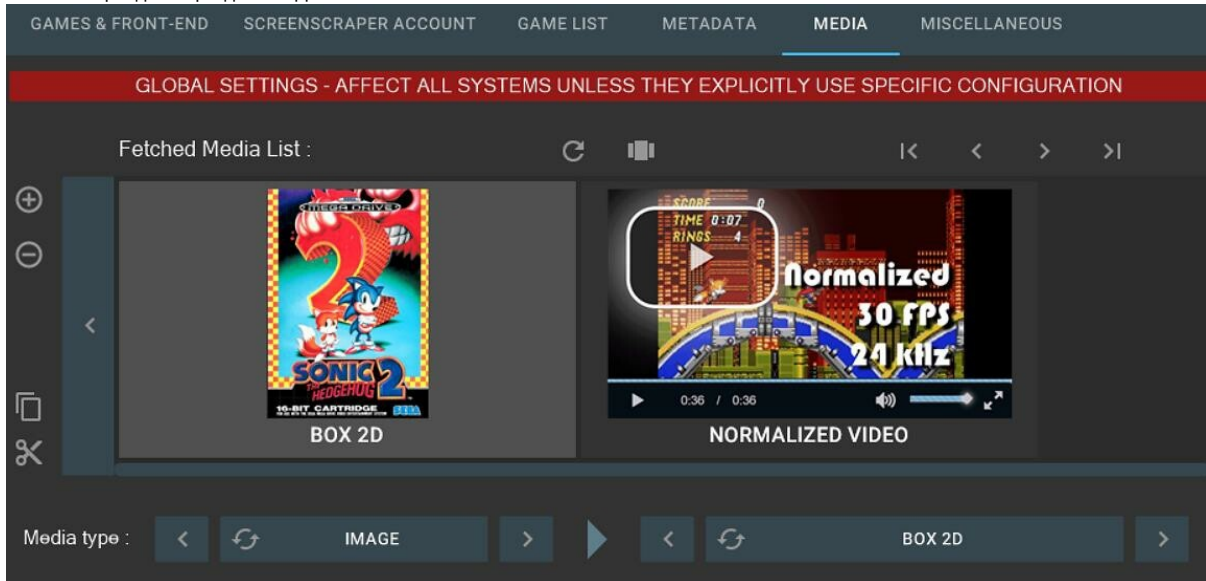 GAMES & FRONT-END SCREENSCRAPER ACCOUNT GAME LIST METADATA MEDIA MISCELLANEOUS
GLOBAL SETTINGS - AFFECT ALL SYSTEMS UNLESS THEY EXPLICITLY USE SPECIFIC CONFIGURATION
Fetched Media List :
MEGA DRIVE
2
SONIC 2
THE HEDGEHOG
16-BIT CARTRIDGE SEGA
BOX 2D
SCORE 0
TIME 0:07
RINGS 4
Normalized
30 FPS
24 kHz
0:36 / 0:36
NORMALIZED VIDEO
Media type : IMAGE BOX 2D